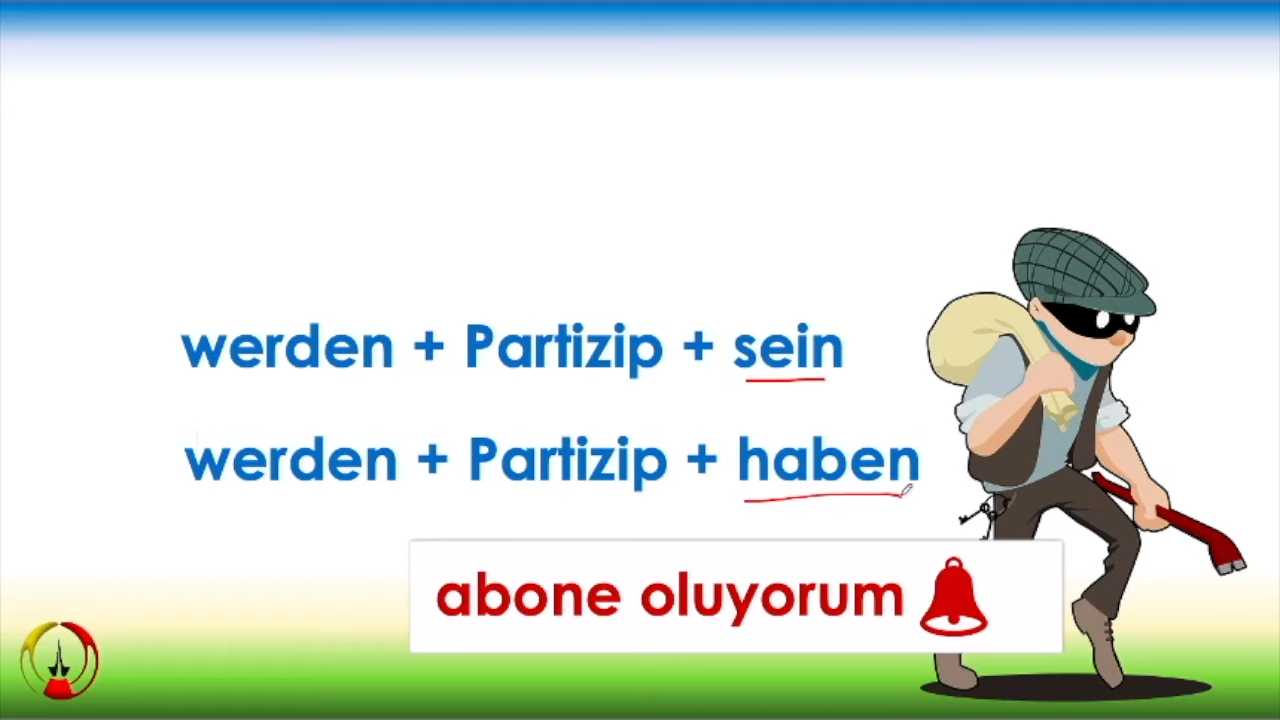 werden + Partizip + sein
werden + Partizip + haben
abone oluyorum